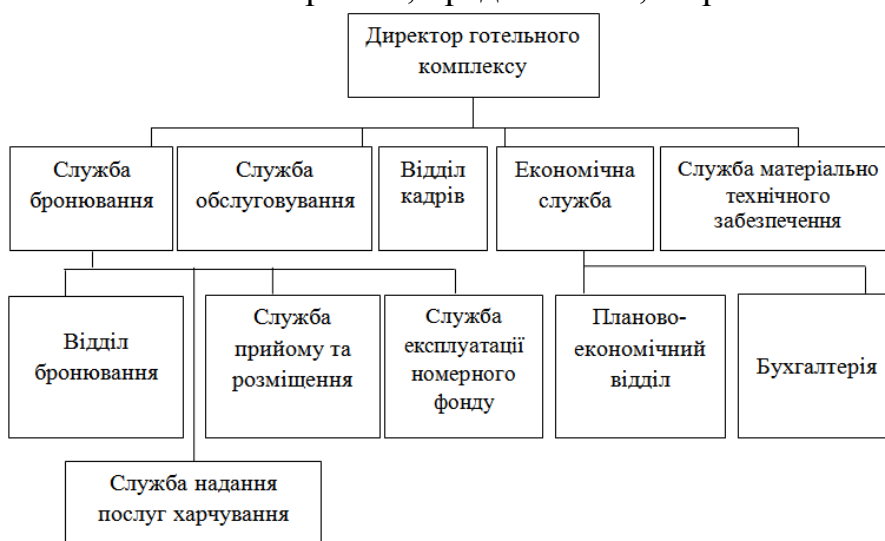 Директор готельного
комплексу
Служба
бронювання
Служба
обслуговування
Відділ
кадрів
Економічна
служба
Служба матеріально
технічного
забезпечення
Відділ
бронювання
Служба
прийому та
розміщення
Служба
експлуатації
номерного
фонду
Планово-
економічний
відділ
Бухгалтерія
Служба надання
послуг харчування